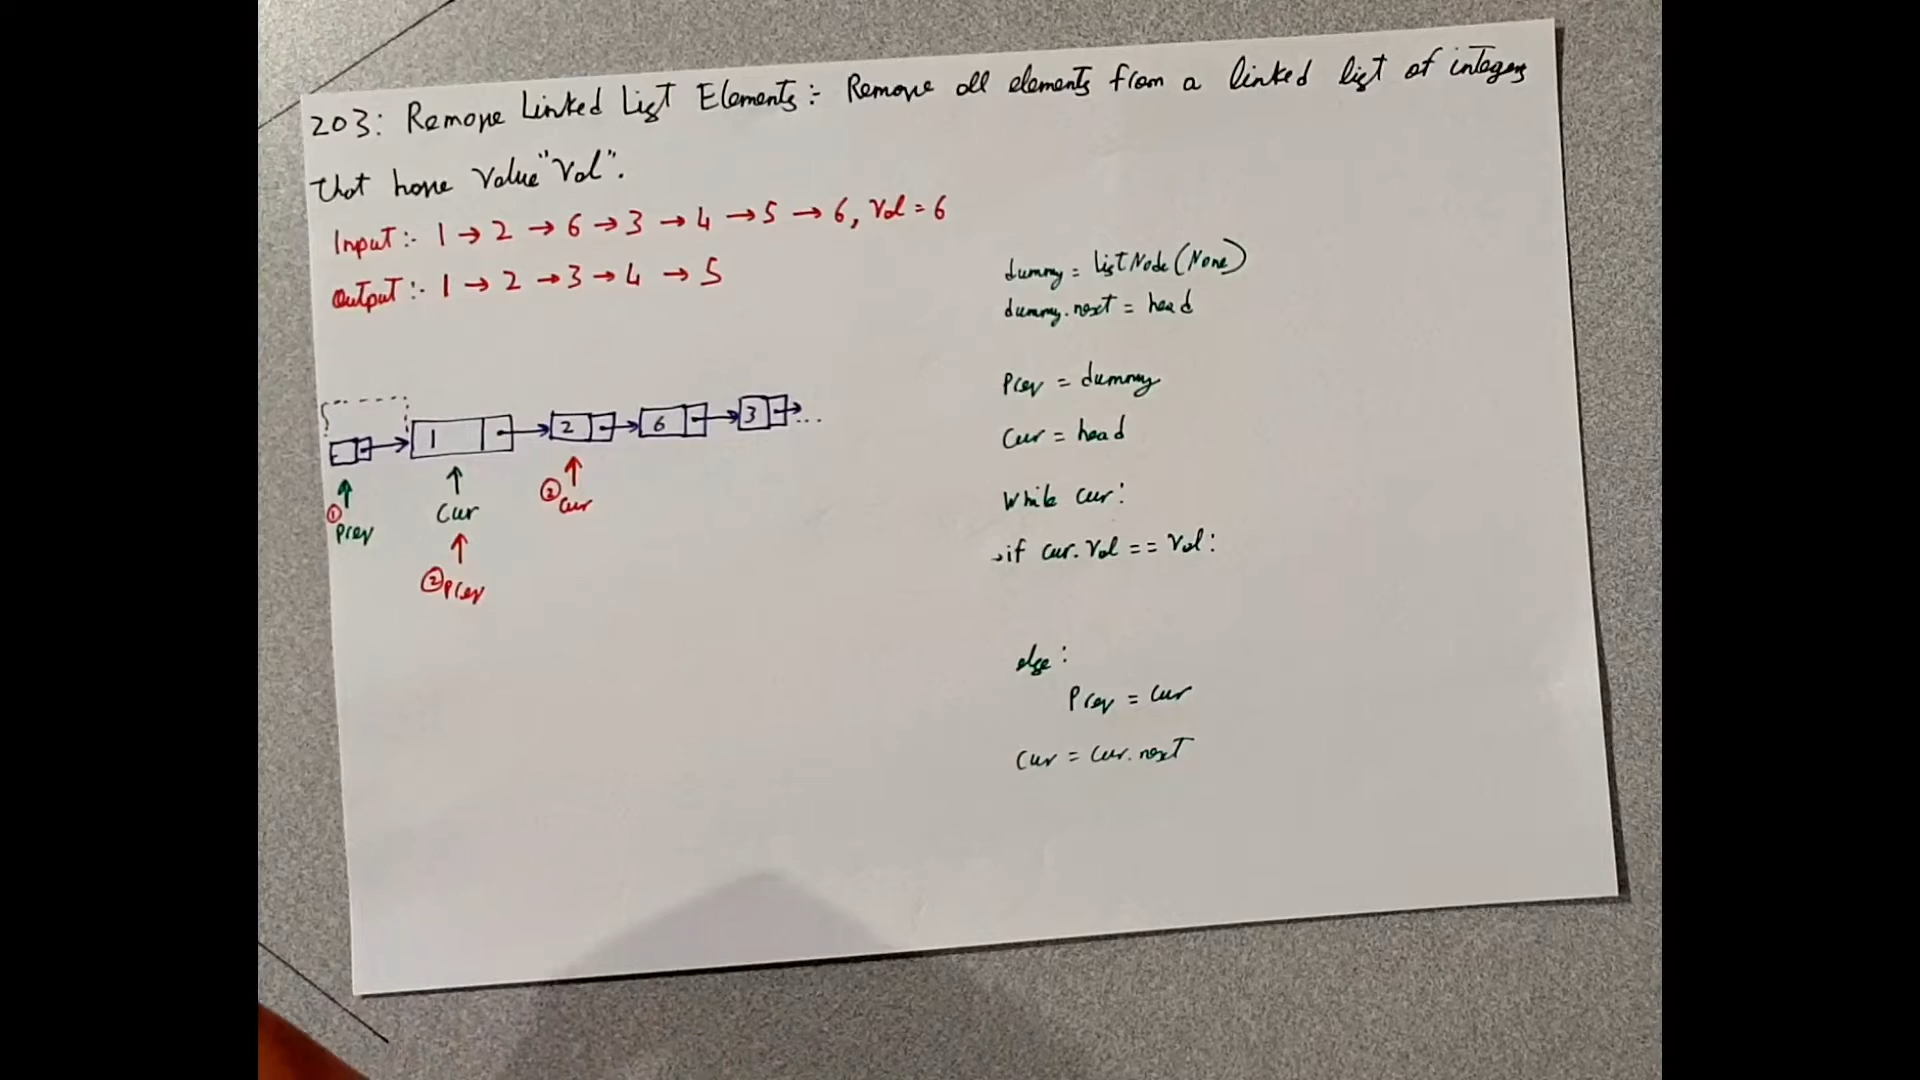 203: Remove Linked List Elements:- Remove all elements from a linked list of integers
that have value "Val".
Input:- 1 → 2 → 6 → 3 → 4 → 5 → 6, Val = 6
Output:- 1 → 2 → 3 → 4 → 5
dummy = ListNode(None)
dummy.next = head
Prev = dummy
Cur = head
While cur:
→if cur.Val == Val:
else:
Prev = cur
Cur = Cur.next
1 2 6 3 ...
① Prev
Cur
② Cur
② Prev